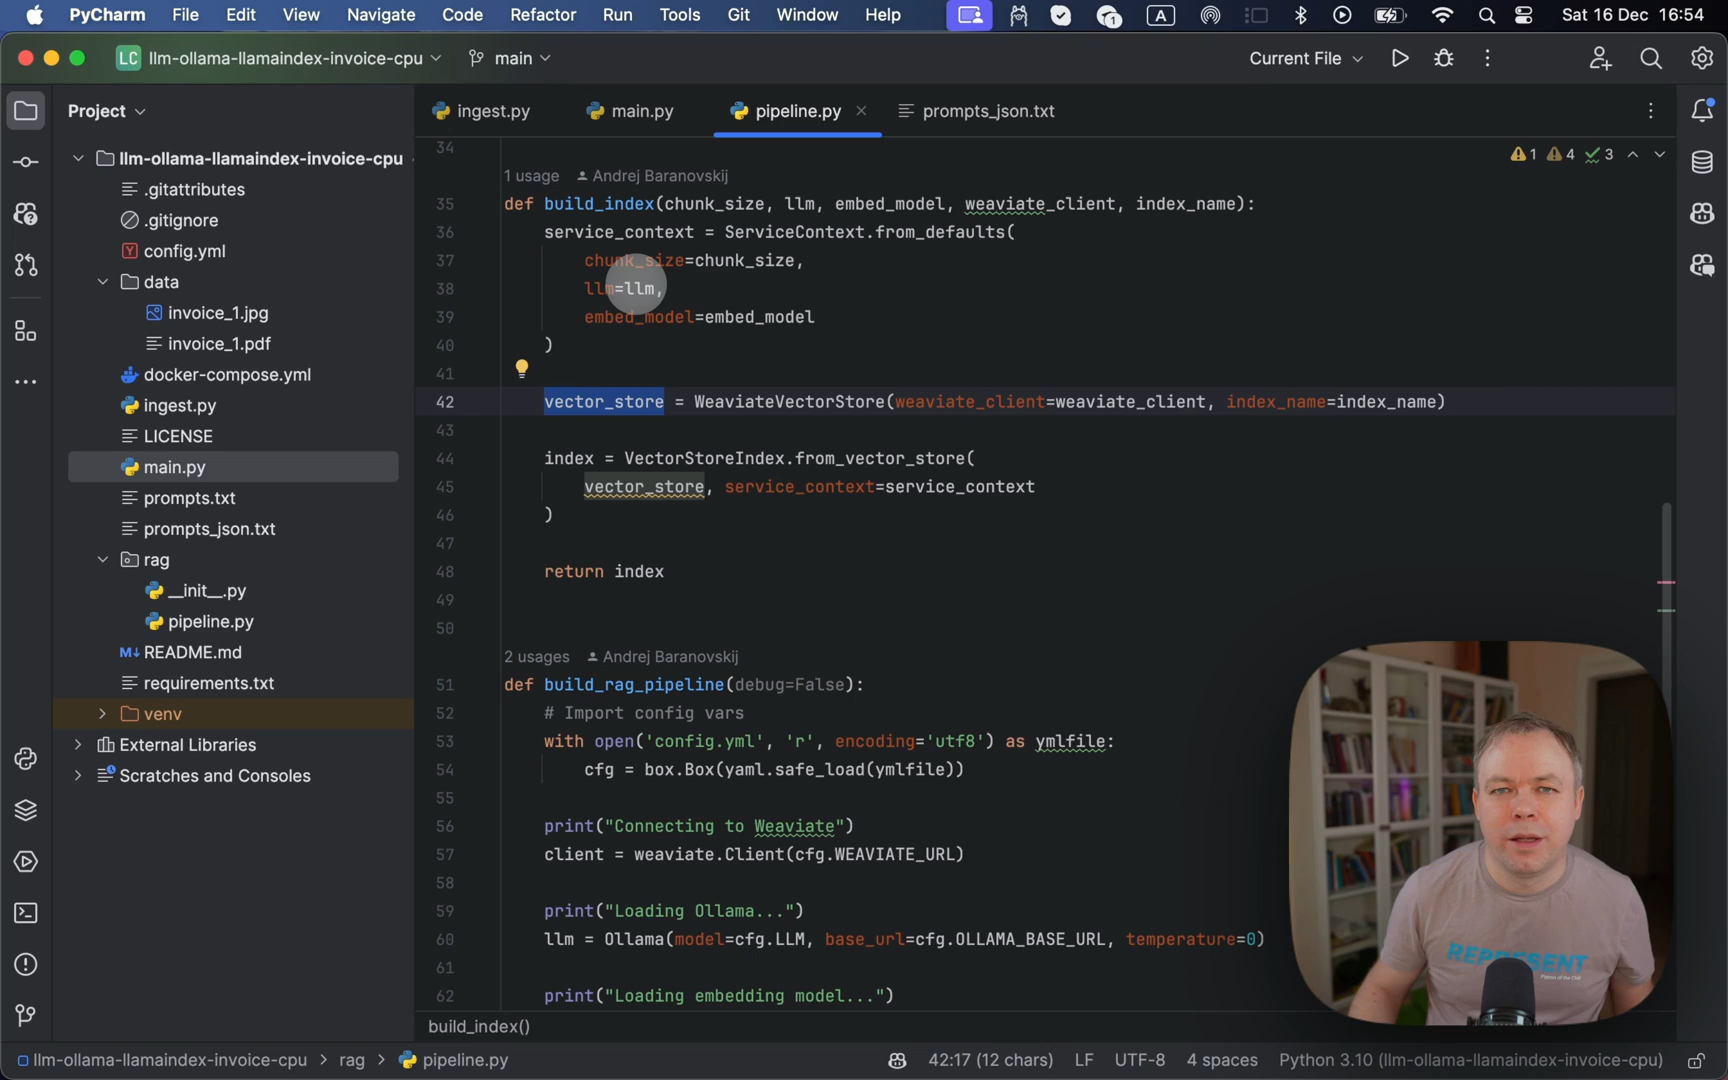 PyCharm File Edit View Navigate Code Refactor Run Tools Git Window Help 1 A Sat 16 Dec 16:54
LC llm-ollama-llamaindex-invoice-cpu main Current File
Project
ingest.py main.py pipeline.py prompts_json.txt
llm-ollama-llamaindex-invoice-cpu
.gitattributes
.gitignore
config.yml
data
invoice_1.jpg
invoice_1.pdf
docker-compose.yml
ingest.py
LICENSE
main.py
prompts.txt
prompts_json.txt
rag
__init__.py
pipeline.py
README.md
requirements.txt
venv
External Libraries
Scratches and Consoles
1 4 3
34
1 usage Andrej Baranovskij
35 def build_index(chunk_size, llm, embed_model, weaviate_client, index_name):
36 service_context = ServiceContext.from_defaults(
37 chunk_size=chunk_size,
38 llm=llm,
39 embed_model=embed_model
40 )
41
42 vector_store = WeaviateVectorStore(weaviate_client=weaviate_client, index_name=index_name)
43
44 index = VectorStoreIndex.from_vector_store(
45 vector_store, service_context=service_context
46 )
47
48 return index
49
50
2 usages Andrej Baranovskij
51 def build_rag_pipeline(debug=False):
52 # Import config vars
53 with open('config.yml', 'r', encoding='utf8') as ymlfile:
54 cfg = box.Box(yaml.safe_load(ymlfile))
55
56 print("Connecting to Weaviate")
57 client = weaviate.Client(cfg.WEAVIATE_URL)
58
59 print("Loading Ollama...")
60 llm = Ollama(model=cfg.LLM, base_url=cfg.OLLAMA_BASE_URL, temperature=0)
61
62 print("Loading embedding model...")
REPRESENT
build_index()
llm-ollama-llamaindex-invoice-cpu > rag > pipeline.py 42:17 (12 chars) LF UTF-8 4 spaces Python 3.10 (llm-ollama-llamaindex-invoice-cpu)